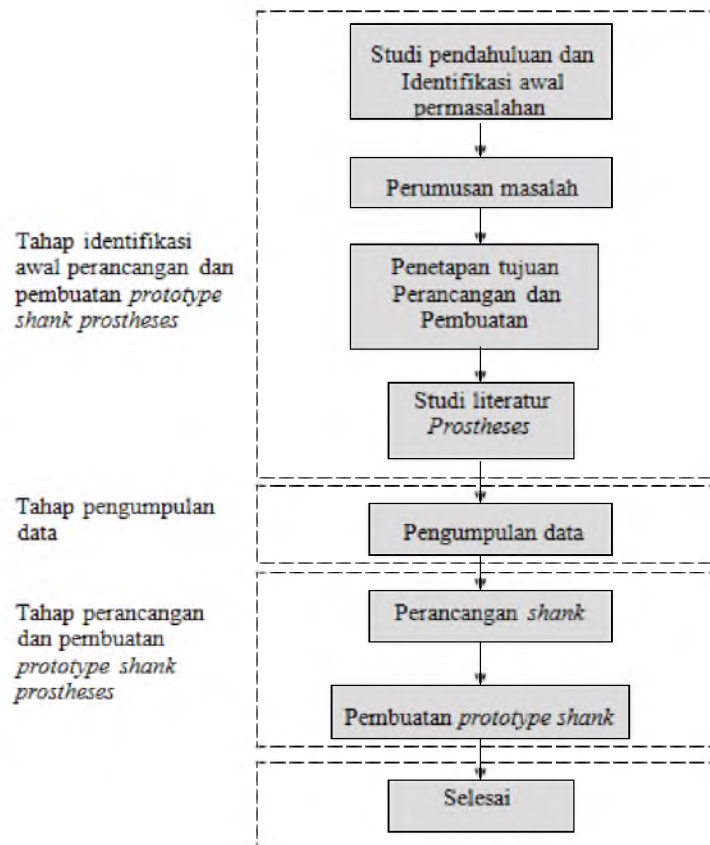 Studi pendahuluan dan
Identifikasi awal
permasalahan
Perumusan masalah
Tahap identifikasi
awal perancangan dan
pembuatan prototype
shank prostheses
Penetapan tujuan
Perancangan dan
Pembuatan
Studi literatur
Prostheses
Tahap pengumpulan
data
Pengumpulan data
Tahap perancangan
dan pembuatan
prototype shank
prostheses
Perancangan shank
Pembuatan prototype shank
Selesai